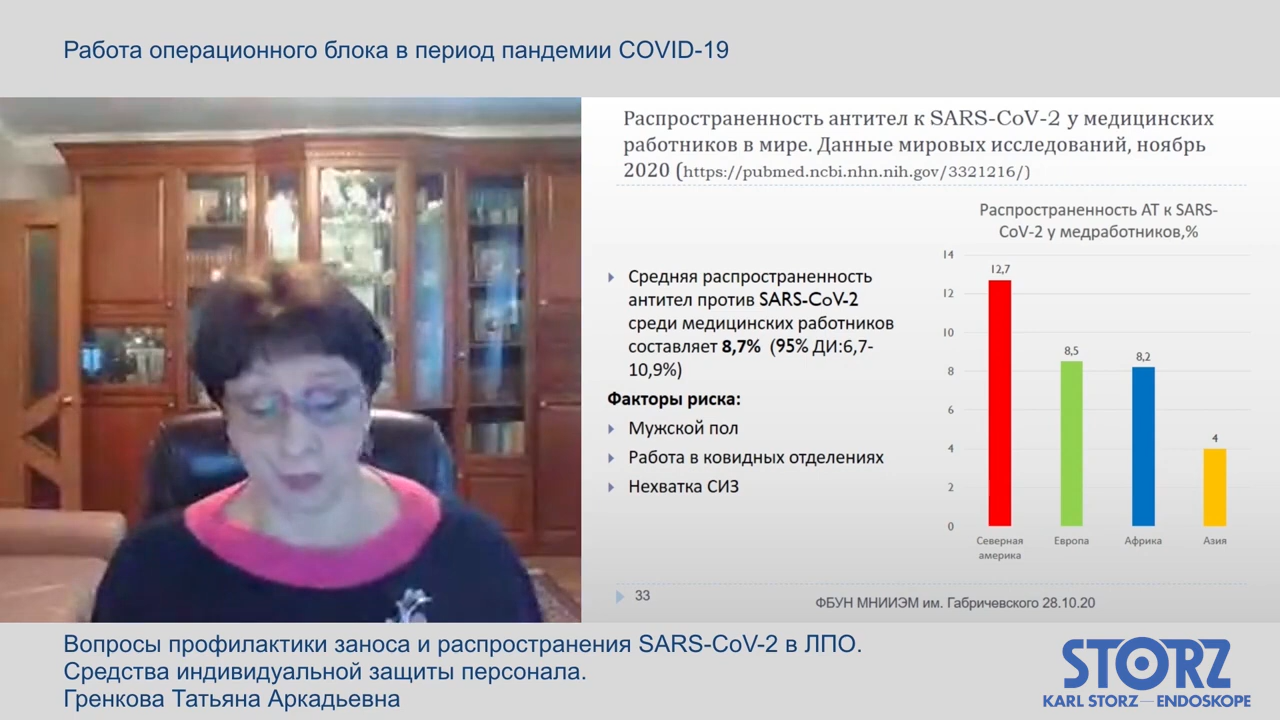 Работа операционного блока в период пандемии COVID-19
Распространенность антител к SARS-CoV-2 у медицинских
работников в мире. Данные мировых исследований, ноябрь
2020 (https://pubmed.ncbi.nhn.nih.gov/3321216/)
Средняя распространенность
антител против SARS-CoV-2
среди медицинских работников
составляет 8,7% (95% ДИ:6,7-
10,9%)
Факторы риска:
Мужской пол
Работа в ковидных отделениях
Нехватка СИЗ
Распространенность АТ к SARS-
CoV-2 у медработников,%
14
12
10
8
6
4
2
0
12,7
8,5
8,2
4
Северная
америка
Европа
Африка
Азия
33
ФБУН МНИИЭМ им. Габричевского 28.10.20
Вопросы профилактики заноса и распространения SARS-CoV-2 в ЛПО.
Средства индивидуальной защиты персонала.
Гренкова Татьяна Аркадьевна
STORZ
KARL STORZ—ENDOSKOPE